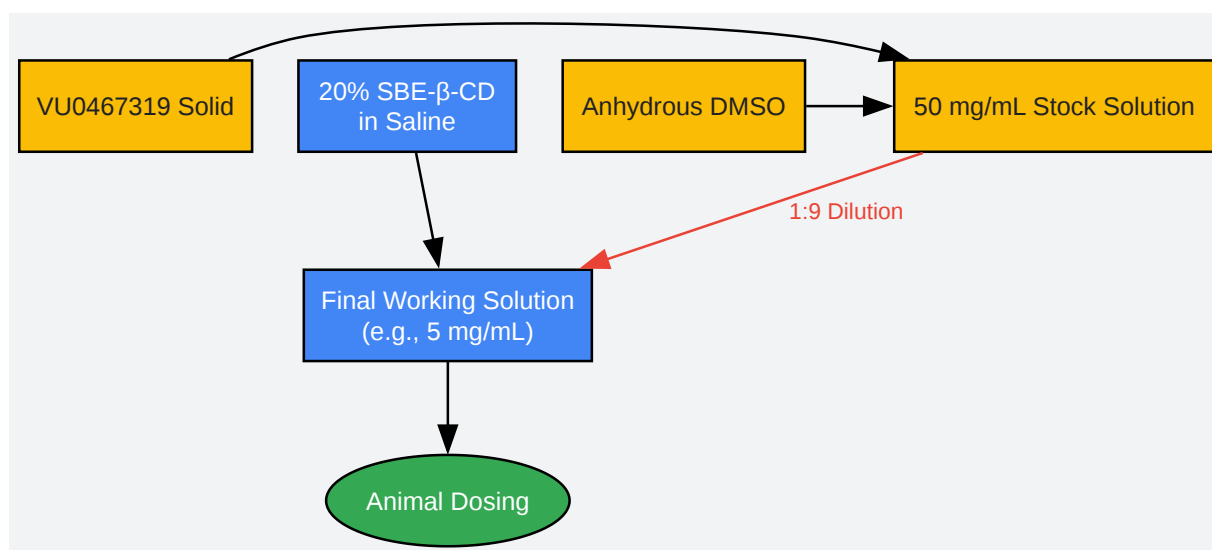 VU0467319 Solid
20% SBE-β-CD
in Saline
Anhydrous DMSO
50 mg/mL Stock Solution
1:9 Dilution
Final Working Solution
(e.g., 5 mg/mL)
Animal Dosing